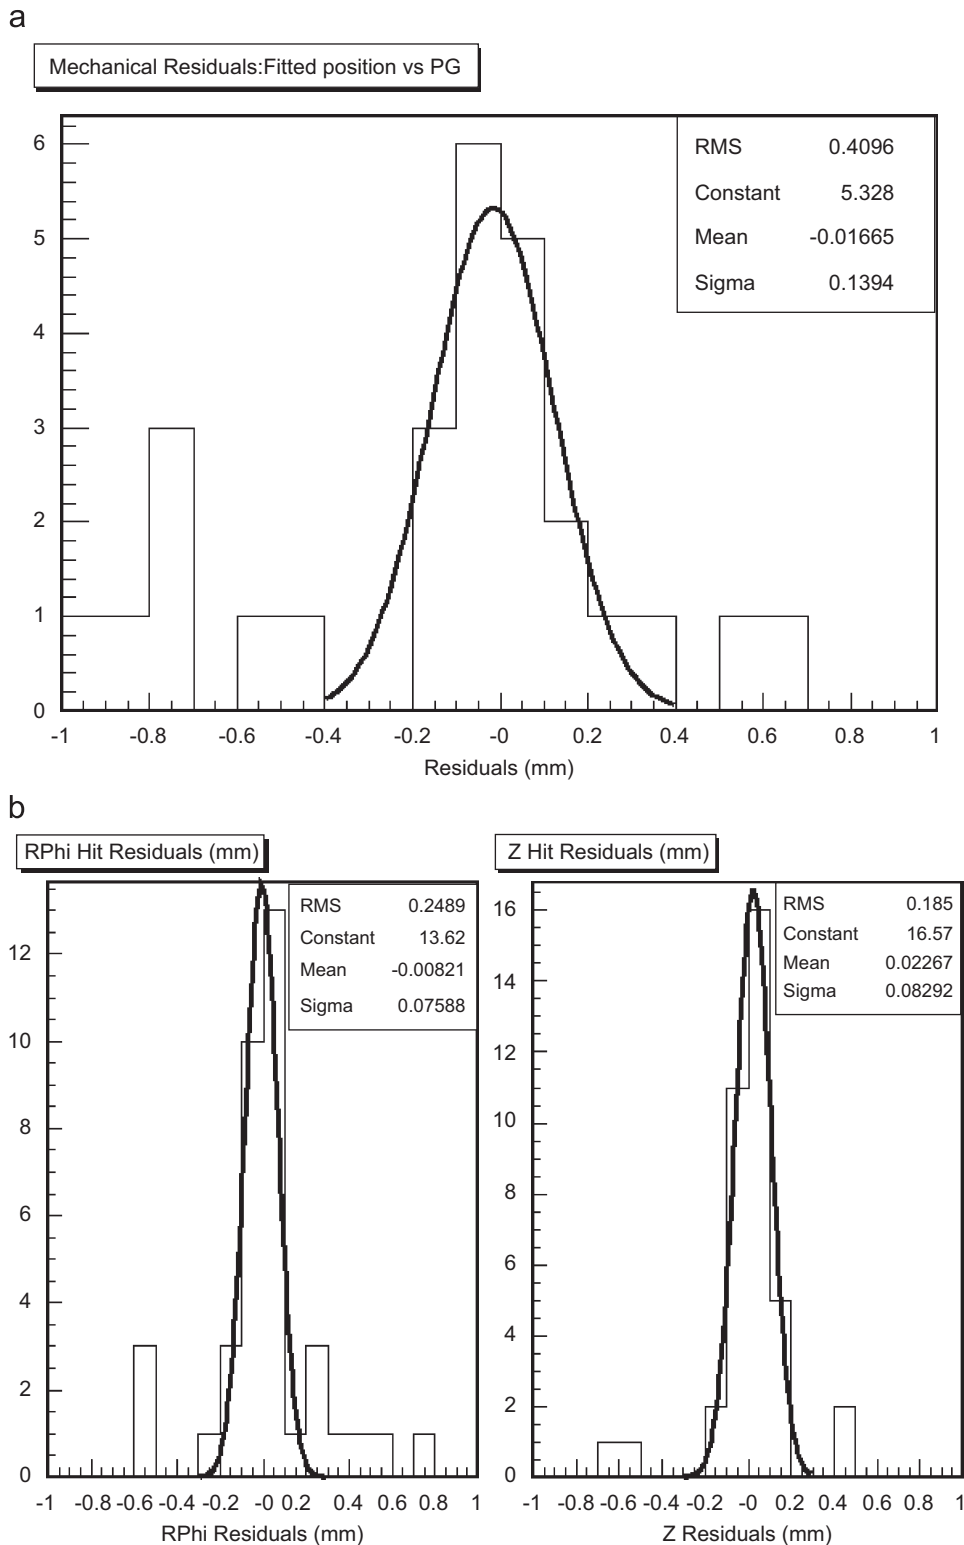 a
Mechanical Residuals:Fitted position vs PG
RMS 0.4096
Constant 5.328
Mean -0.01665
Sigma 0.1394
6
5
4
3
2
1
0
-1 -0.8 -0.6 -0.4 -0.2 -0 0.2 0.4 0.6 0.8 1
Residuals (mm)
b
RPhi Hit Residuals (mm)
RMS 0.2489
Constant 13.62
Mean -0.00821
Sigma 0.07588
12
10
8
6
4
2
0
-1 -0.8 -0.6 -0.4 -0.2 -0 0.2 0.4 0.6 0.8 1
RPhi Residuals (mm)
Z Hit Residuals (mm)
RMS 0.185
Constant 16.57
Mean 0.02267
Sigma 0.08292
16
14
12
10
8
6
4
2
0
-1 -0.8 -0.6 -0.4 -0.2 -0 0.2 0.4 0.6 0.8 1
Z Residuals (mm)